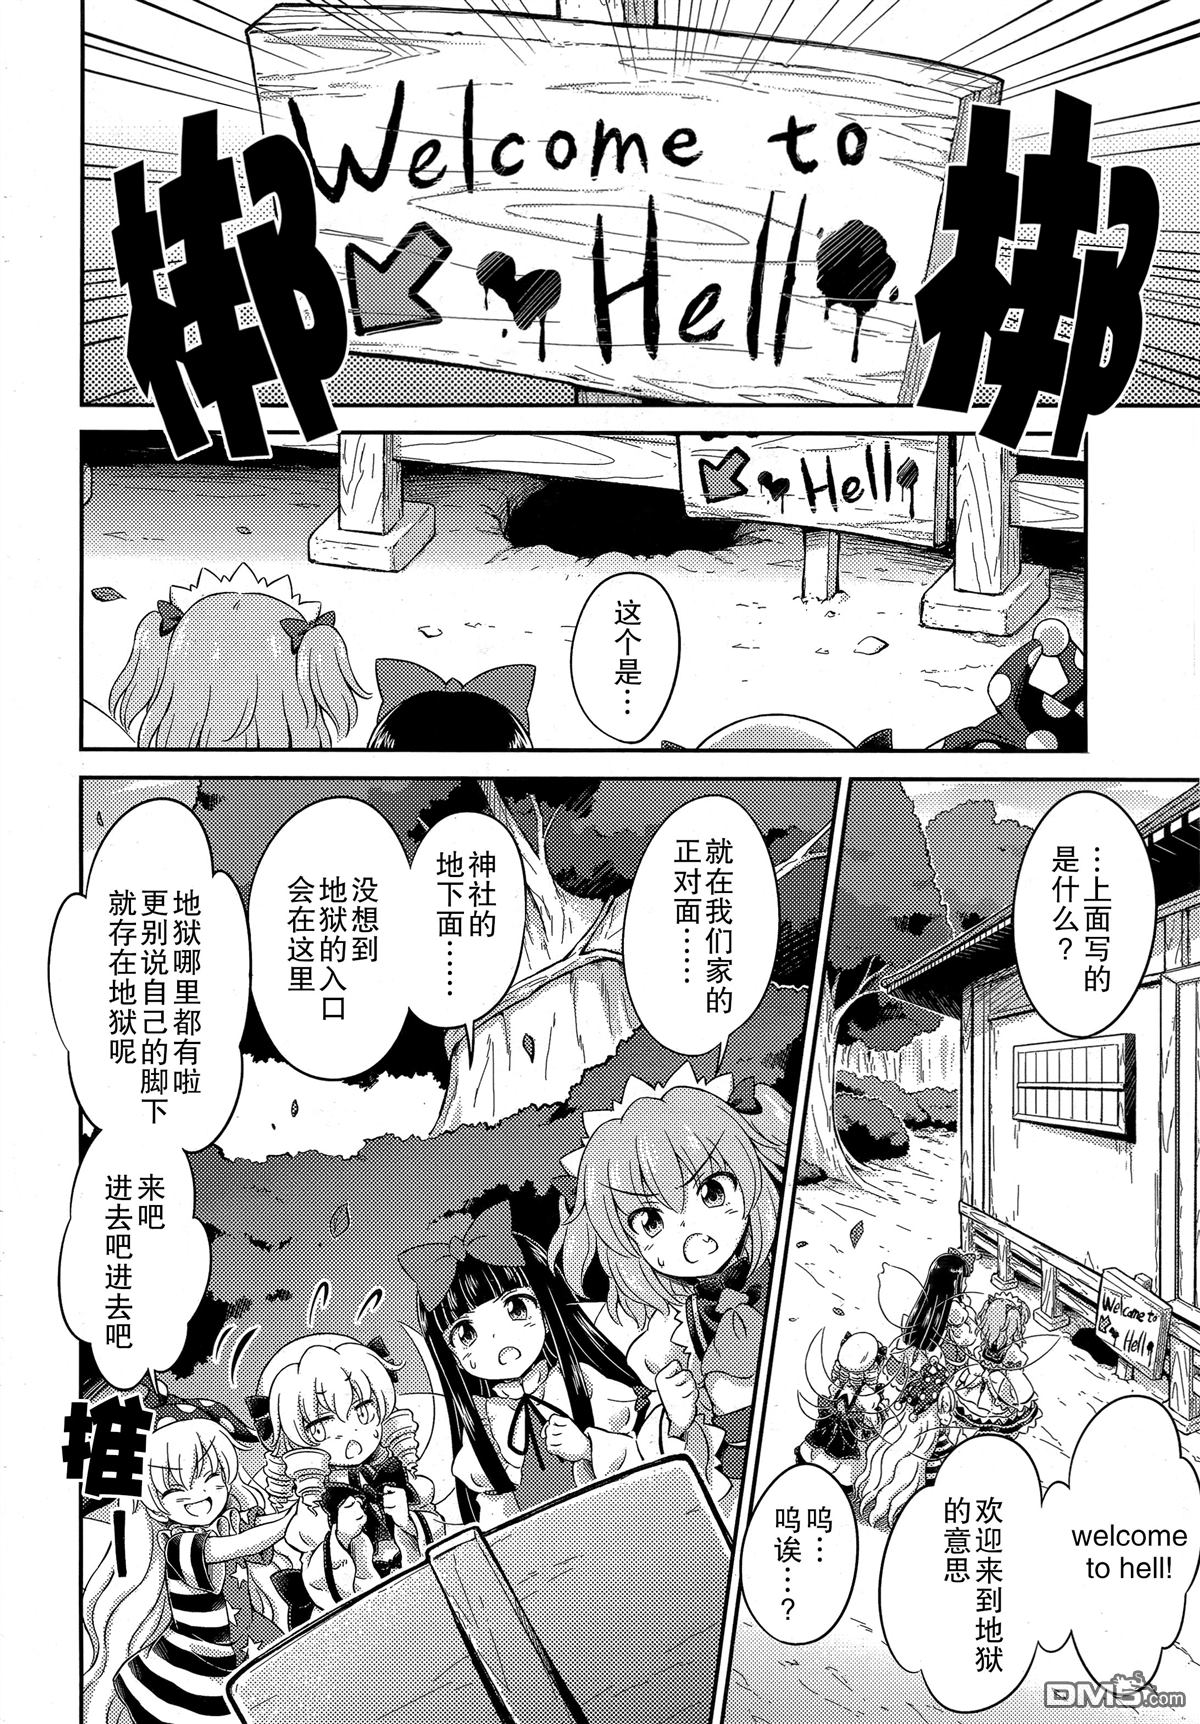 Welcome to
Hell
梆
梆
Hell
这个是…
…上面写的
是什么?
welcome
to hell!
欢迎来到地狱
的意思
呜…
呜诶…?
Welcome to
Hell
就在我们家的
正对面……
神社的
地下面……
没想到
地狱的入口
会在这里
地狱哪里都有啦
更别说自己的脚下
就存在地狱呢
来吧
进去吧进去吧
推—
DM5.com